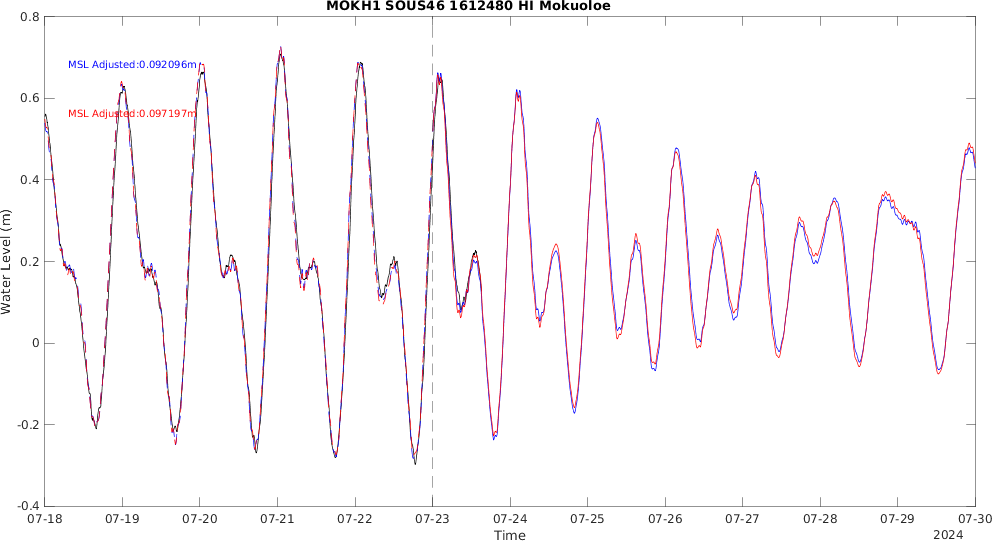 MOKH1 SOUS46 1612480 HI Mokuoloe
0.8
0.6
0.4
0.2
0
-0.2
-0.4
Water Level (m)
MSL Adjusted:0.092096m
MSL Adjusted:0.097197m
07-18 07-19 07-20 07-21 07-22 07-23 07-24 07-25 07-26 07-27 07-28 07-29 07-30
Time
2024